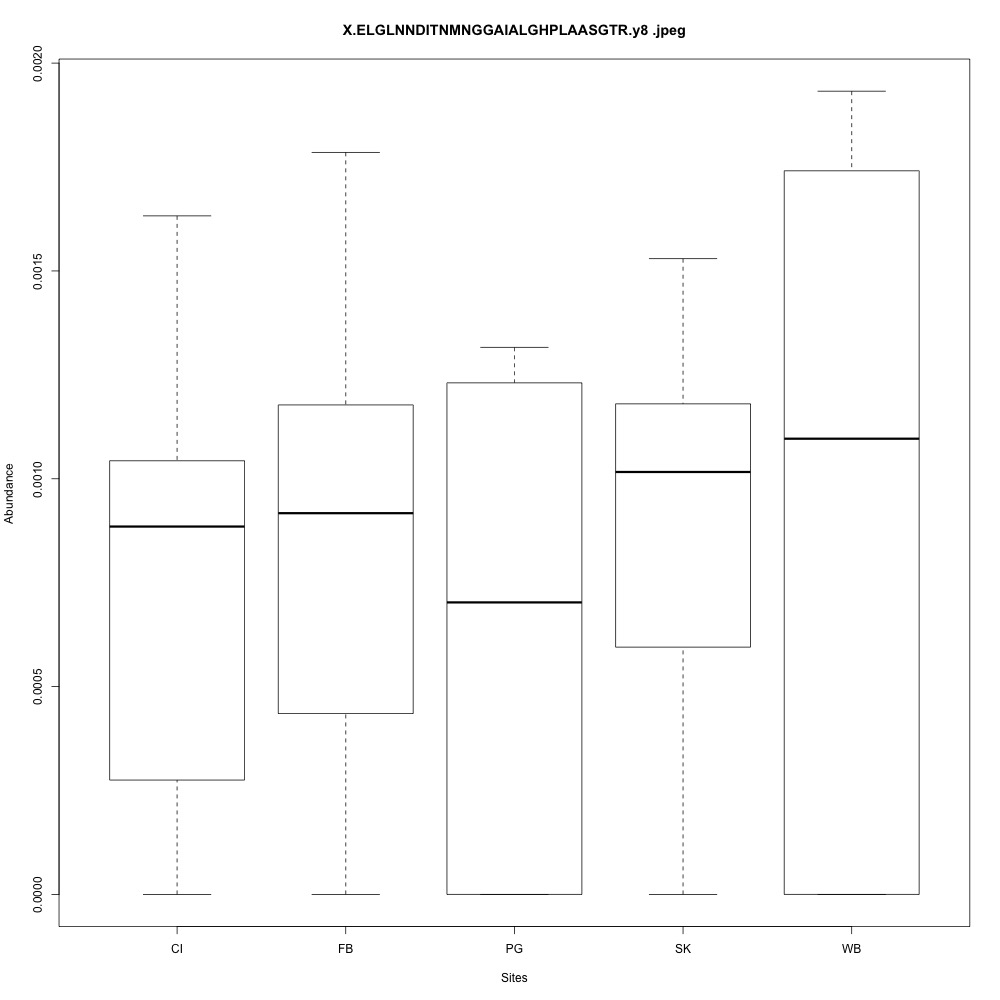 X.ELGLNNDITNMNGGAIALGHPLAASGTR.y8 .jpeg
0.0020
0.0015
0.0010
0.0005
0.0000
Abundance
CI FB PG SK WB
Sites